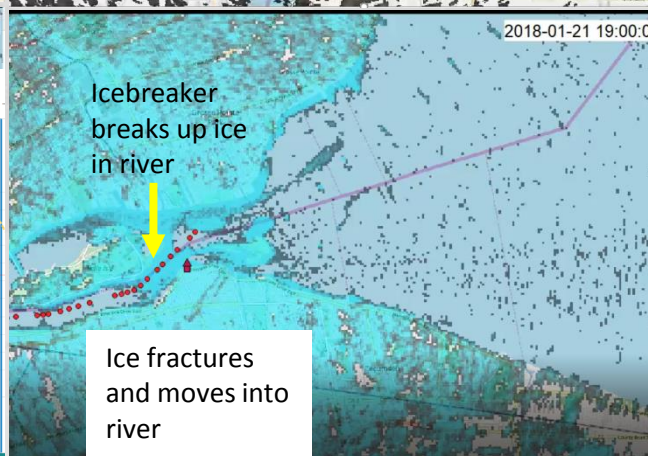 2018-01-21 19:00:0
Icebreaker
breaks up ice
in river
Ice fractures
and moves into
river